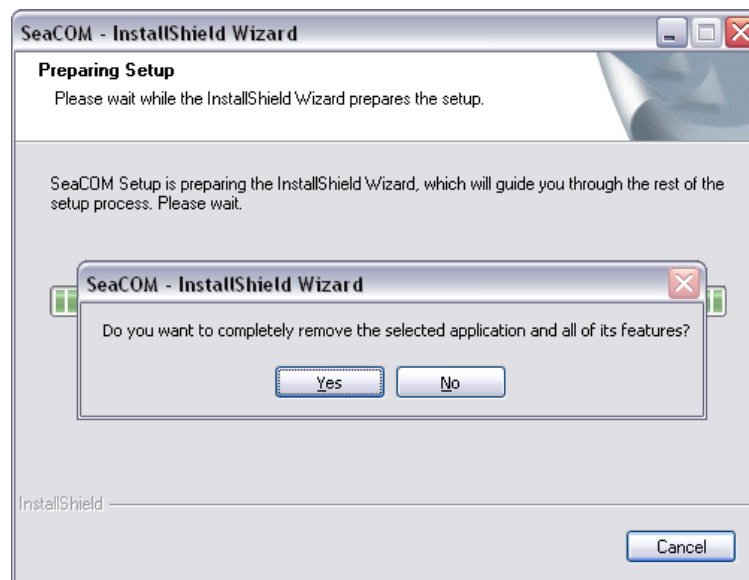 SeaCOM - InstallShield Wizard
Preparing Setup
Please wait while the InstallShield Wizard prepares the setup.
SeaCOM Setup is preparing the InstallShield Wizard, which will guide you through the rest of the
setup process. Please wait.
SeaCOM - InstallShield Wizard
Do you want to completely remove the selected application and all of its features?
Yes
No
InstallShield
Cancel